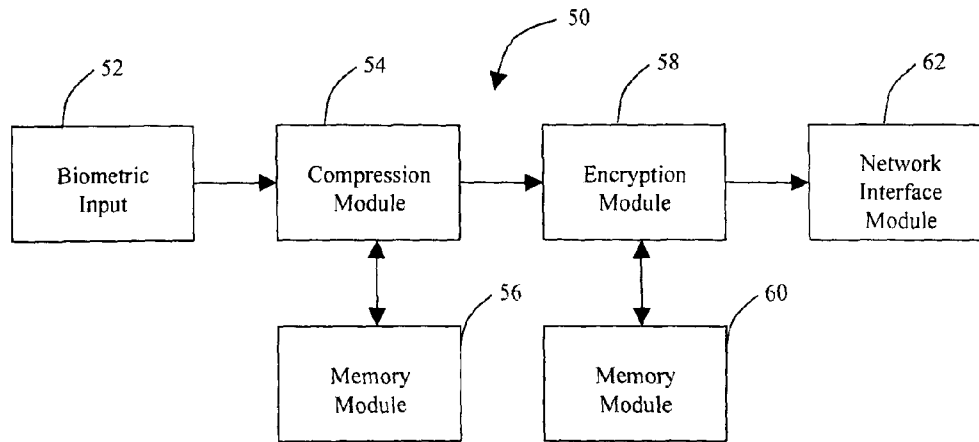 50
52
54
58
62
Biometric
Input
Compression
Module
Encryption
Module
Network
Interface
Module
56
60
Memory
Module
Memory
Module